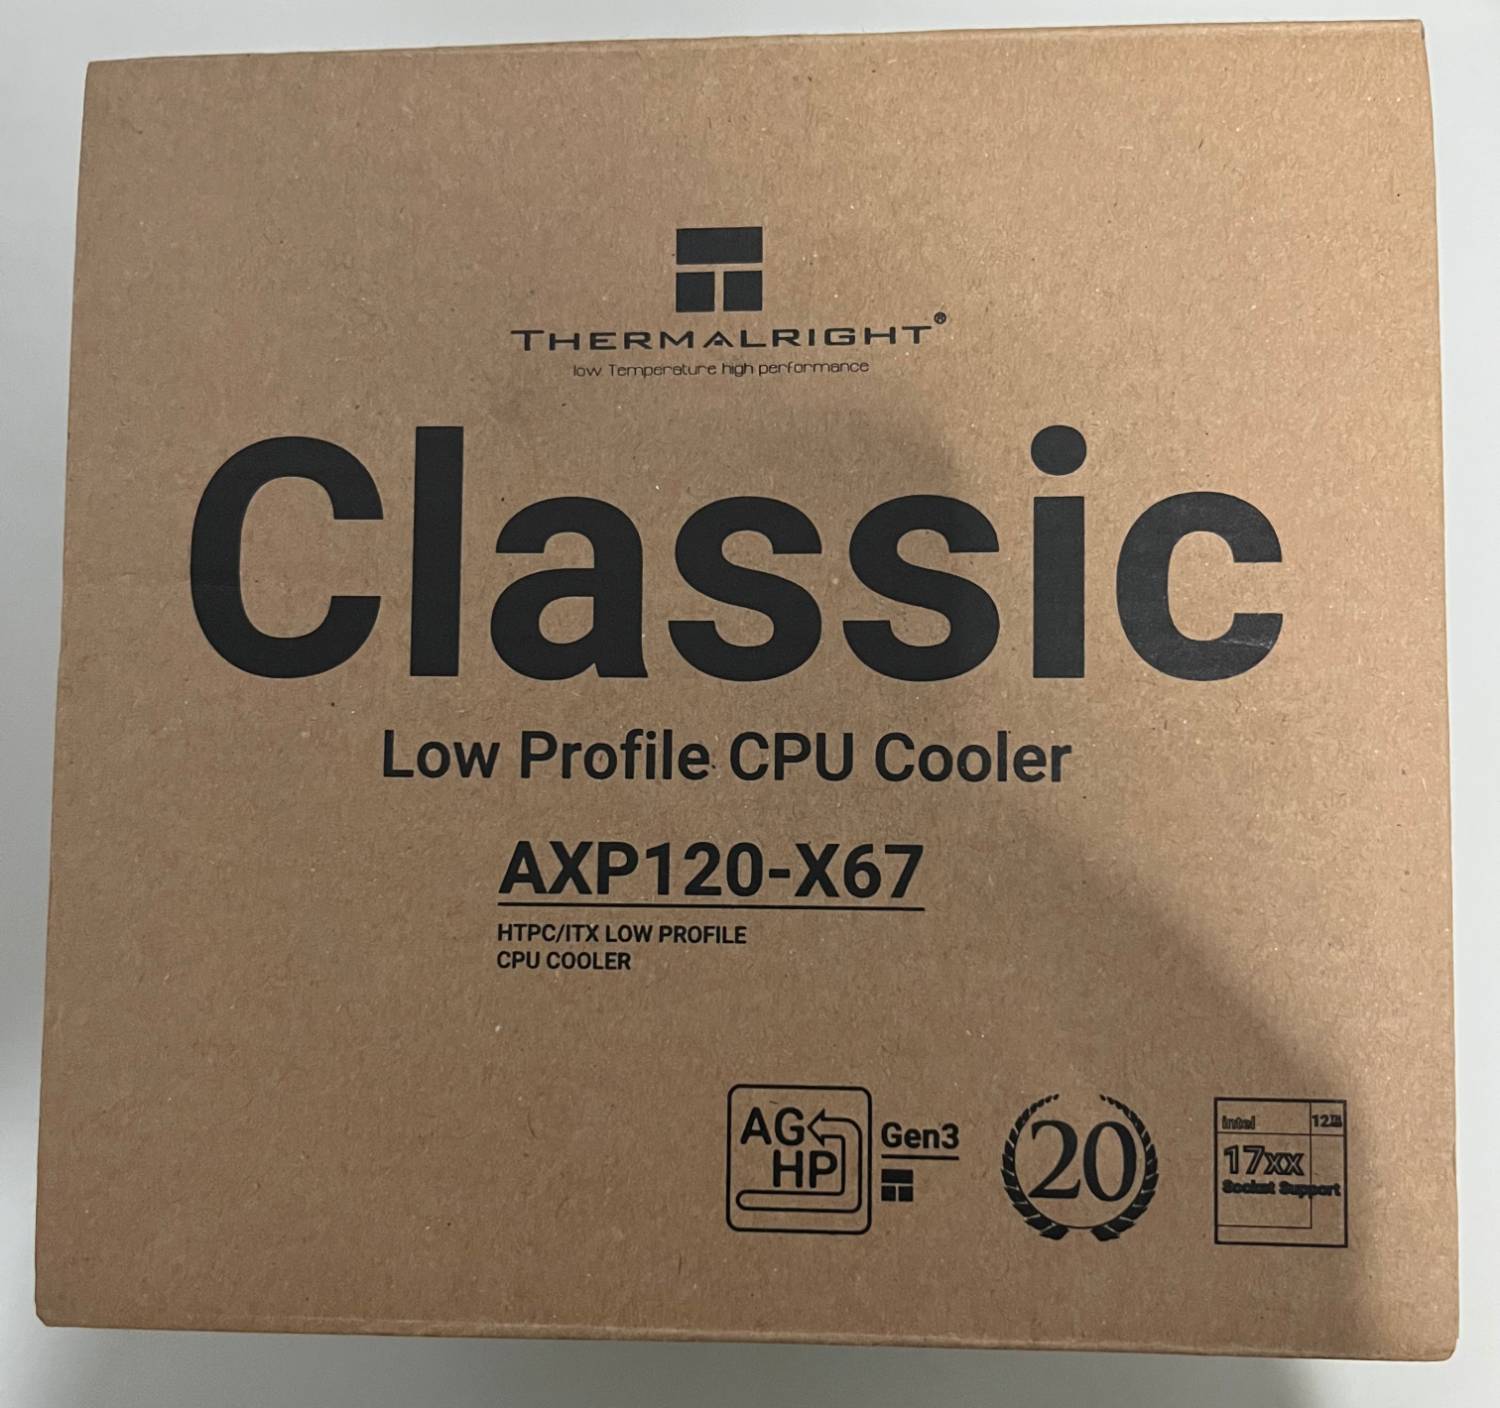 THERMALRIGHT®
low Temperature high performance
Classic
Low Profile CPU Cooler
AXP120-X67
HTPC/ITX LOW PROFILE
CPU COOLER
AG
HP
Gen3
20
intel 12th
17xx
Socket Support